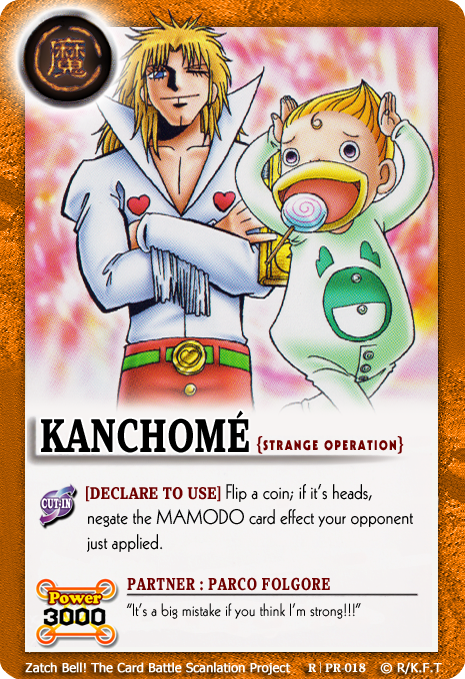 魔
KANCHOMÉ {STRANGE OPERATION}
CUT-IN
[DECLARE TO USE] Flip a coin; if it's heads,
negate the MAMODO card effect your opponent
just applied.
PARTNER : PARCO FOLGORE
Power
3000
"It's a big mistake if you think I'm strong!!!"
Zatch Bell! The Card Battle Scanlation Project R | PR-018 © R/K.F.T